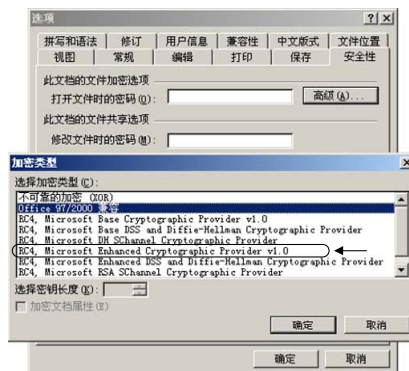 选项
拼写和语法 修订 用户信息 兼容性 中文版式 文件位置
视图 常规 编辑 打印 保存 安全性
此文档的文件加密选项
打开文件时的密码(O): 高级(A)...
此文档的文件共享选项
修改文件时的密码(M):
加密类型
选择加密类型(C):
不可靠的加密 (XOR)
Office 97/2000 兼容
RC4, Microsoft Base Cryptographic Provider v1.0
RC4, Microsoft Base DSS and Diffie-Hellman Cryptographic Provider
RC4, Microsoft DH SChannel Cryptographic Provider
RC4, Microsoft Enhanced Cryptographic Provider v1.0
RC4, Microsoft Enhanced DSS and Diffie-Hellman Cryptographic Provider
RC4, Microsoft RSA SChannel Cryptographic Provider
选择密钥长度(K):
加密文档属性(E)
确定 取消
确定 取消